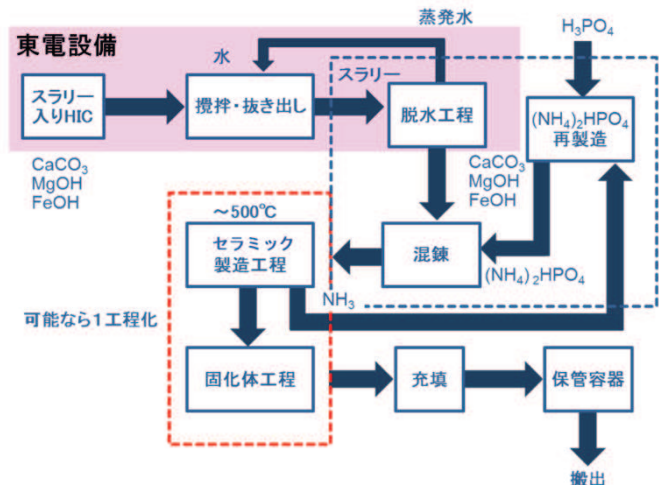 東電設備
蒸発水
H₃PO₄
水
スラリー
スラリー
入りHIC
攪拌・抜き出し
脱水工程
(NH₄)₂HPO₄
再製造
CaCO₃
MgOH
FeOH
CaCO₃
MgOH
FeOH
～500℃
セラミック
製造工程
混錬
(NH₄)₂HPO₄
NH₃
可能なら１工程化
固化体工程
充填
保管容器
搬出